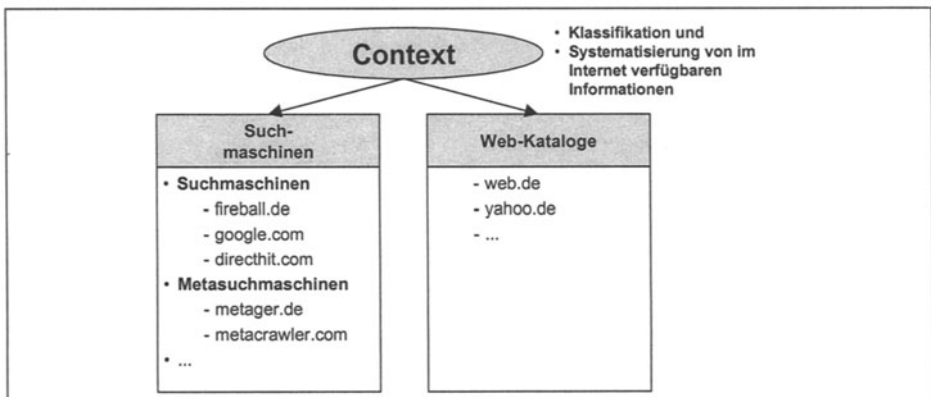 Context
• Klassifikation und
• Systematisierung von im
Internet verfügbaren
Informationen
Such-
maschinen
• Suchmaschinen
- fireball.de
- google.com
- directhit.com
• Metasuchmaschinen
- metager.de
- metacrawler.com
• ...
Web-Kataloge
- web.de
- yahoo.de
- ...